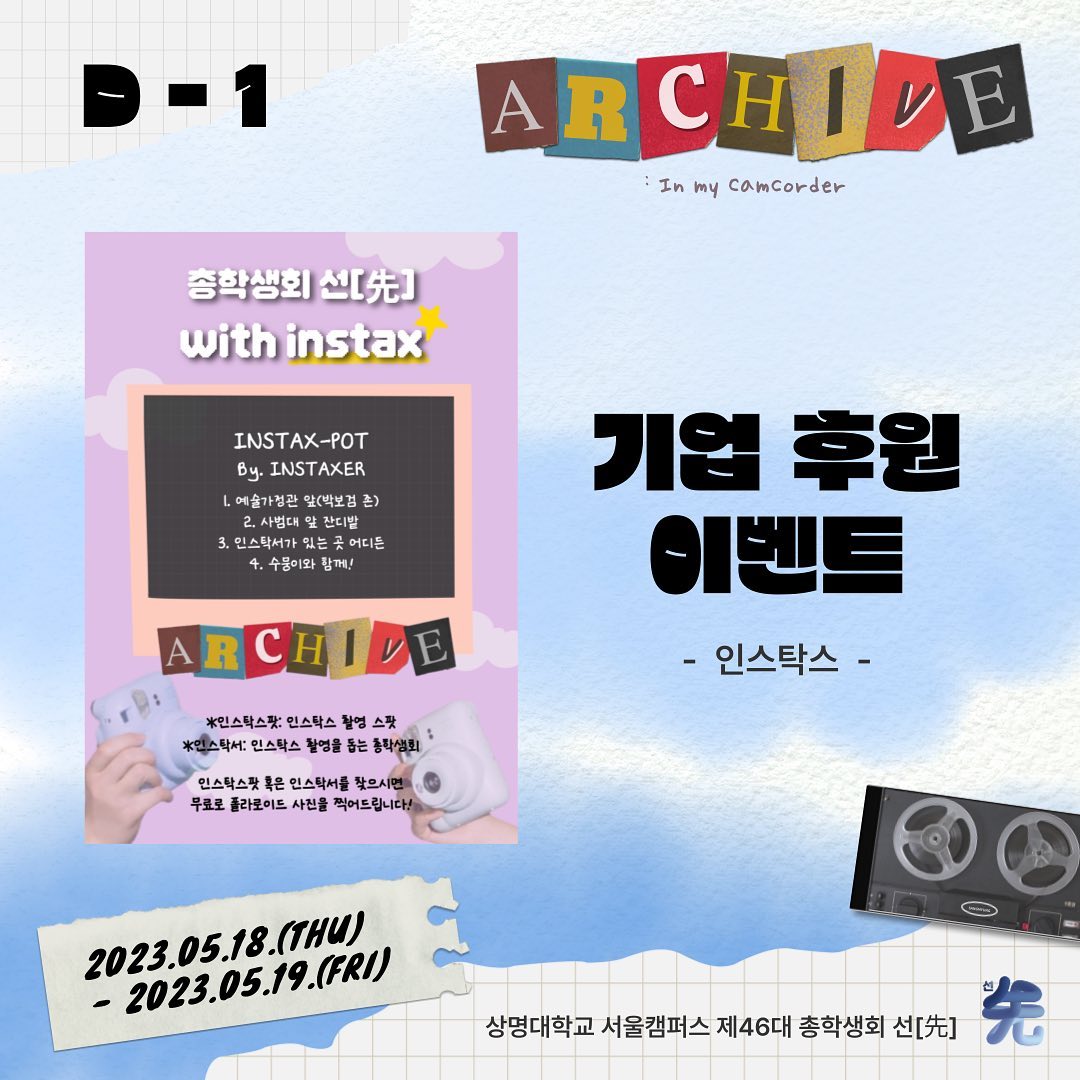 D-1
ARCHIVE
: In my Camcorder
총학생회 선[先]
with instax
INSTAX-POT
By. INSTAXER
1. 예술가정관 앞(박보검 존)
2. 사범대 앞 잔디밭
3. 인스탁서가 있는 곳 어디든
4. 수뭉이와 함께!
ARCHIVE
*인스탁스팟: 인스탁스 촬영 스팟
*인스탁서: 인스탁스 촬영을 돕는 총학생회
인스탁스팟 혹은 인스탁서를 찾으시면
무료로 폴라로이드 사진을 찍어드립니다!
기업 후원
이벤트
- 인스탁스 -
2023.05.18.(THU)
- 2023.05.19.(FRI)
상명대학교 서울캠퍼스 제46대 총학생회 선[先]
선 先